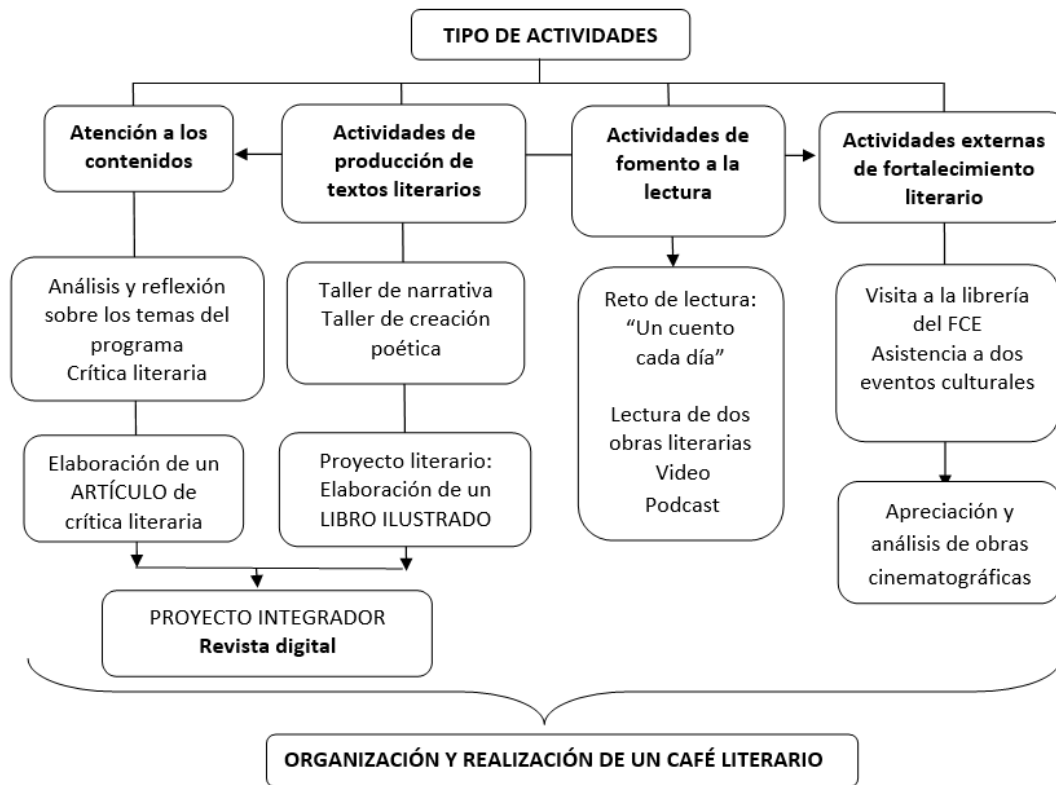 TIPO DE ACTIVIDADES
Atención a los
contenidos
Actividades de
producción de
textos literarios
Actividades de
fomento a la
lectura
Actividades externas
de fortalecimiento
literario
Análisis y reflexión
sobre los temas del
programa
Crítica literaria
Taller de narrativa
Taller de creación
poética
Reto de lectura:
“Un cuento
cada día”
Lectura de dos
obras literarias
Video
Podcast
Visita a la librería
del FCE
Asistencia a dos
eventos culturales
Elaboración de un
ARTÍCULO de
crítica literaria
Proyecto literario:
Elaboración de un
LIBRO ILUSTRADO
Apreciación y
análisis de obras
cinematográficas
PROYECTO INTEGRADOR
Revista digital
ORGANIZACIÓN Y REALIZACIÓN DE UN CAFÉ LITERARIO